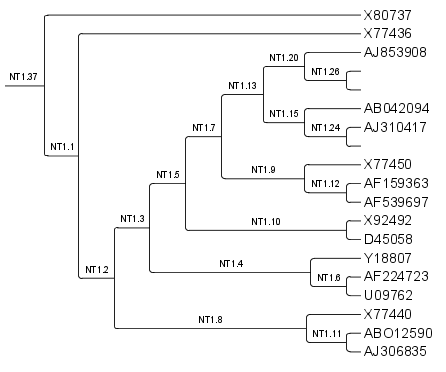 X80737
X77436
NT1.20
AJ853908
NT1.26
NT1.37
NT1.13
AB042094
NT1.15
NT1.24
AJ310417
NT1.7
NT1.1
X77450
NT1.9
NT1.5
NT1.12
AF159363
AF539697
X92492
NT1.3
NT1.10
D45058
Y18807
NT1.4
NT1.2
NT1.6
AF224723
U09762
X77440
NT1.8
NT1.11
ABO12590
AJ306835